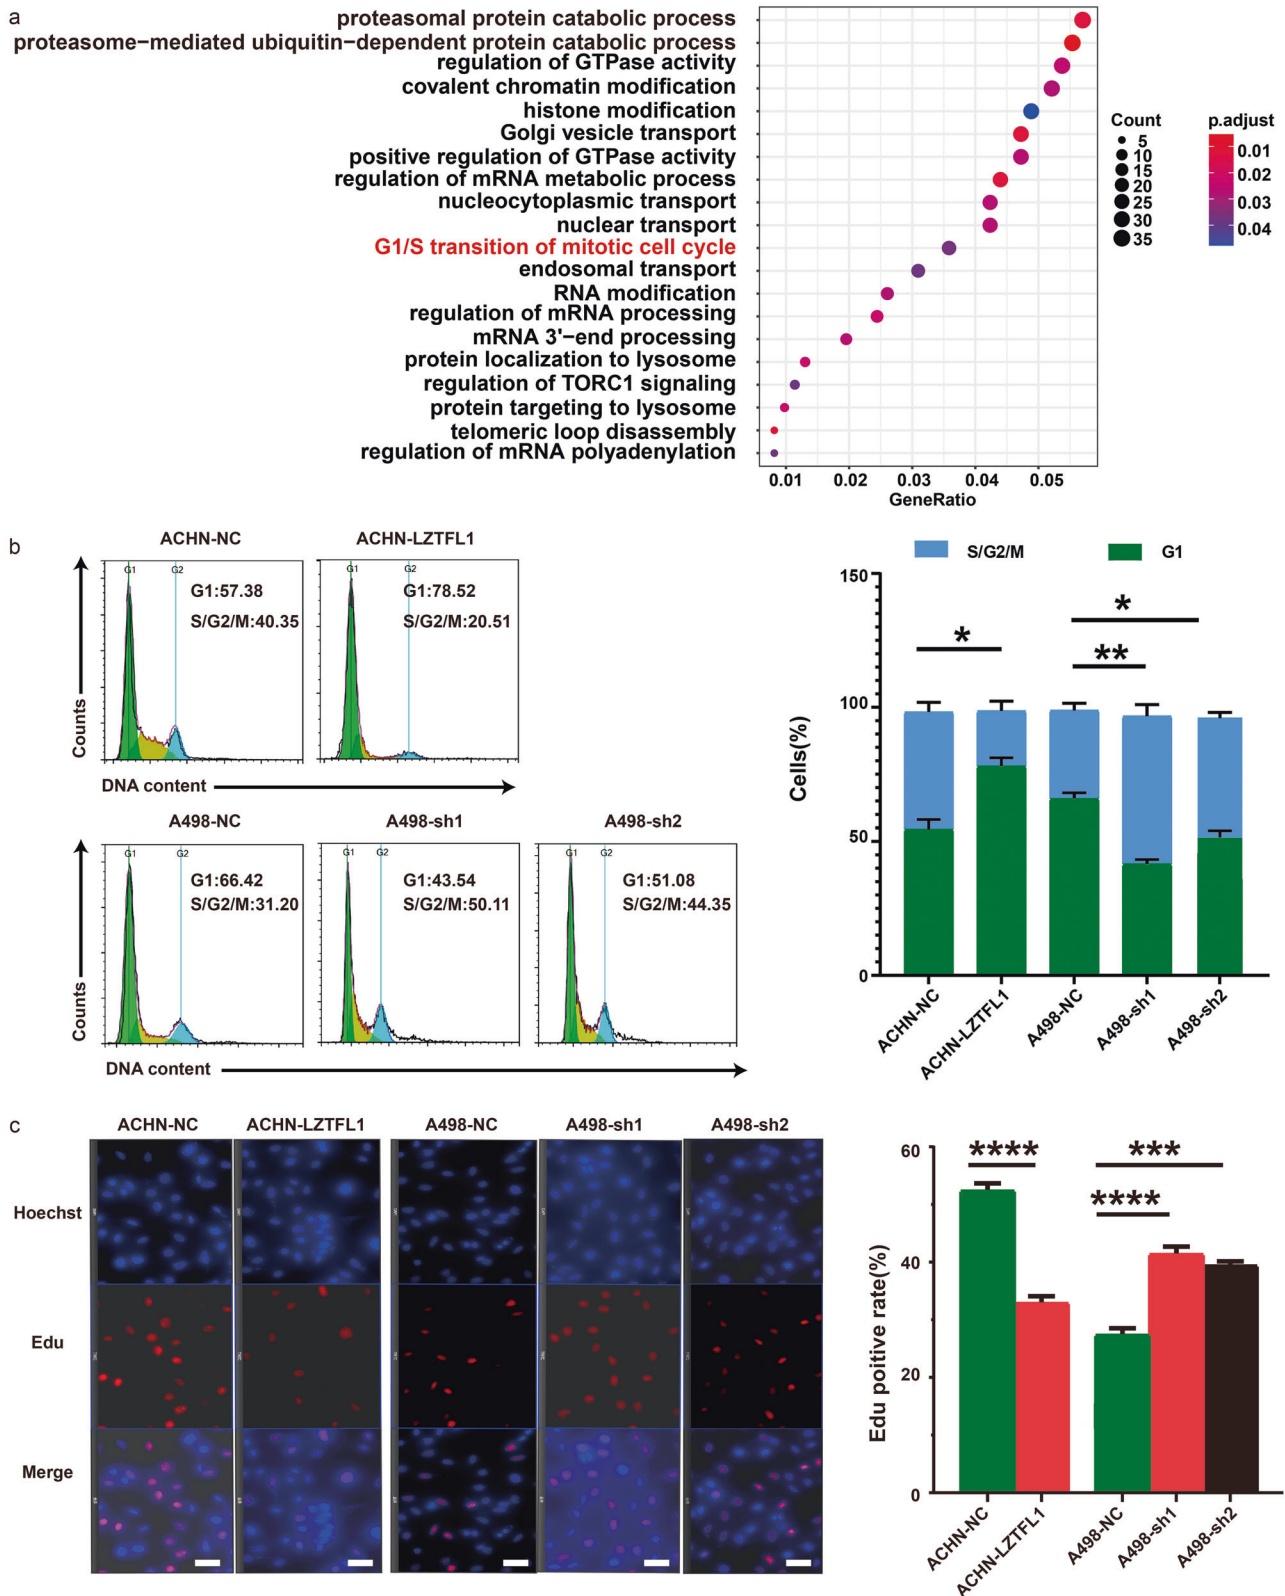 a
proteasomal protein catabolic process
proteasome−mediated ubiquitin−dependent protein catabolic process
regulation of GTPase activity
covalent chromatin modification
histone modification
Golgi vesicle transport
positive regulation of GTPase activity
regulation of mRNA metabolic process
nucleocytoplasmic transport
nuclear transport
G1/S transition of mitotic cell cycle
endosomal transport
RNA modification
regulation of mRNA processing
mRNA 3'−end processing
protein localization to lysosome
regulation of TORC1 signaling
protein targeting to lysosome
telomeric loop disassembly
regulation of mRNA polyadenylation
0.01 0.02 0.03 0.04 0.05
GeneRatio
Count
5
10
15
20
25
30
35
p.adjust
0.01
0.02
0.03
0.04
b
ACHN-NC
G1 G2
G1:57.38
S/G2/M:40.35
ACHN-LZTFL1
G1 G2
G1:78.52
S/G2/M:20.51
Counts
DNA content
A498-NC
G1 G2
G1:66.42
S/G2/M:31.20
A498-sh1
G1 G2
G1:43.54
S/G2/M:50.11
A498-sh2
G1 G2
G1:51.08
S/G2/M:44.35
Counts
DNA content
S/G2/M G1
150
100
50
0
Cells(%)
*
*
**
ACHN-NC
ACHN-LZTFL1
A498-NC
A498-sh1
A498-sh2
c
ACHN-NC ACHN-LZTFL1 A498-NC A498-sh1 A498-sh2
Hoechst
Edu
Merge
60
40
20
0
Edu poitive rate(%)
****
***
****
ACHN-NC
ACHN-LZTFL1
A498-NC
A498-sh1
A498-sh2